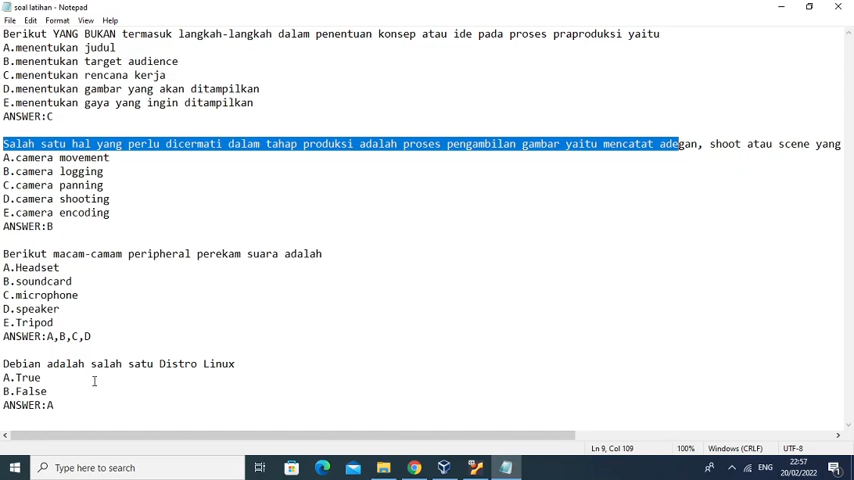 soal latihan - Notepad
File Edit Format View Help
Berikut YANG BUKAN termasuk langkah-langkah dalam penentuan konsep atau ide pada proses praproduksi yaitu
A.menentukan judul
B.menentukan target audience
C.menentukan rencana kerja
D.menentukan gambar yang akan ditampilkan
E.menentukan gaya yang ingin ditampilkan
ANSWER:C
Salah satu hal yang perlu dicermati dalam tahap produksi adalah proses pengambilan gambar yaitu mencatat adegan, shoot atau scene yang
A.camera movement
B.camera logging
C.camera panning
D.camera shooting
E.camera encoding
ANSWER:B
Berikut macam-camam peripheral perekam suara adalah
A.Headset
B.soundcard
C.microphone
D.speaker
E.Tripod
ANSWER:A,B,C,D
Debian adalah salah satu Distro Linux
A.True
B.False
ANSWER:A
Ln 9, Col 109 100% Windows (CRLF) UTF-8
Type here to search
ENG
22:57
20/02/2022
1